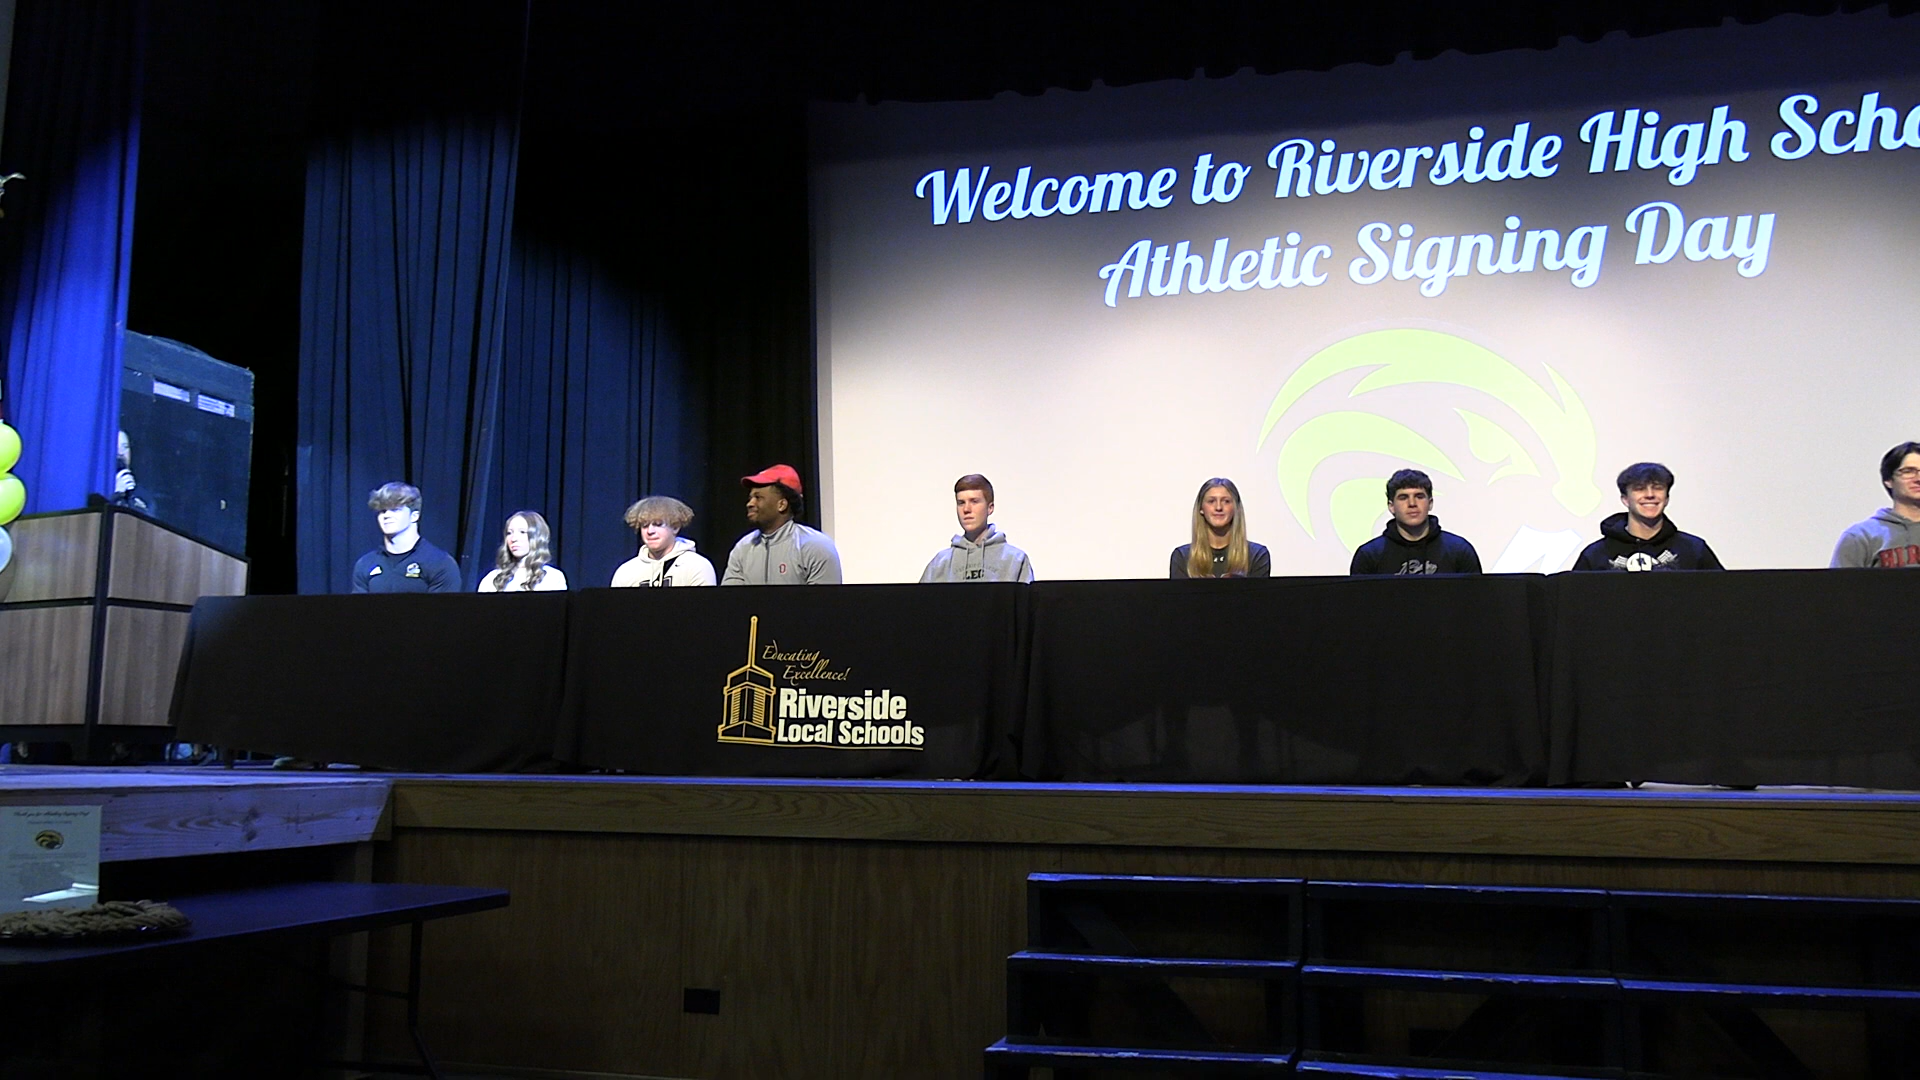 Welcome to Riverside High Scho
Athletic Signing Day
Educating
Excellence!
Riverside
Local Schools